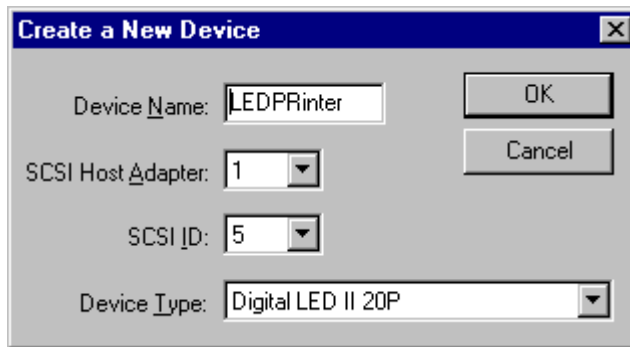 Create a New Device
Device Name: LEDPRinter
OK
SCSI Host Adapter: 1
Cancel
SCSI ID: 5
Device Type: Digital LED II 20P